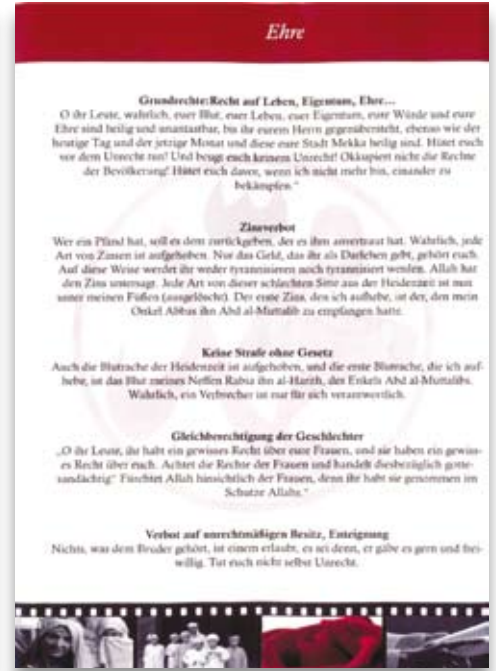 Ehre
Grundrechte: Recht auf Leben, Eigentum, Ehre...
O ihr Leute, wahrlich, euer Blut, euer Leben, euer Eigentum, eure Würde und eure
Ehre sind heilig und unantastbar, bis ihr eurem Herrn gegenübersteht, ebenso wie der
heutige Tag und der jetzige Monat und diese eure Stadt Mekka heilig sind. Hütet euch
vor dem Unrecht tun! Und beugt euch keinem Unrecht! Okkupiert nicht die Rechte
der Bevölkerung! Hütet euch davor, wenn ich nicht mehr bin, einander zu
bekämpfen."
Zinsverbot
Wer ein Pfand hat, soll es dem zurückgeben, der es ihm anvertraut hat. Wahrlich, jede
Art von Zinsen ist aufgehoben. Nur das Geld, das ihr als Darlehen gebt, gehört euch.
Auf diese Weise werdet ihr weder tyrannisieren noch tyrannisiert werden. Allah hat
den Zins untersagt. Jede Art von dieser schlechten Sitte aus der Heidenzeit ist nun
unter meinen Füßen (ausgelöscht). Der erste Zins, den ich aufhebe, ist der, den mein
Onkel Abbas ibn Abd al-Muttalib zu empfangen hatte.
Keine Strafe ohne Gesetz
Auch die Blutrache der Heidenzeit ist aufgehoben, und die erste Blutrache, die ich auf-
hebe, ist das Blut meines Neffen Rabia ibn al-Harith, des Enkels Abd al-Muttalibs.
Wahrlich, ein Verbrecher ist nur für sich verantwortlich.
Gleichberechtigung der Geschlechter
„O ihr Leute, ihr habt ein gewisses Recht über eure Frauen, und sie haben ein gewiss-
es Recht über euch. Achtet die Rechte der Frauen und handelt diesbezüglich gotte-
sandächtig" Fürchtet Allah hinsichtlich der Frauen, denn ihr habt sie genommen im
Schutze Allahs."
Verbot auf unrechtmäßigen Besitz, Enteignung
Nichts, was dem Bruder gehört, ist einem erlaubt, es sei denn, er gäbe es gern und frei-
willig. Tut euch nicht selbst Unrecht.